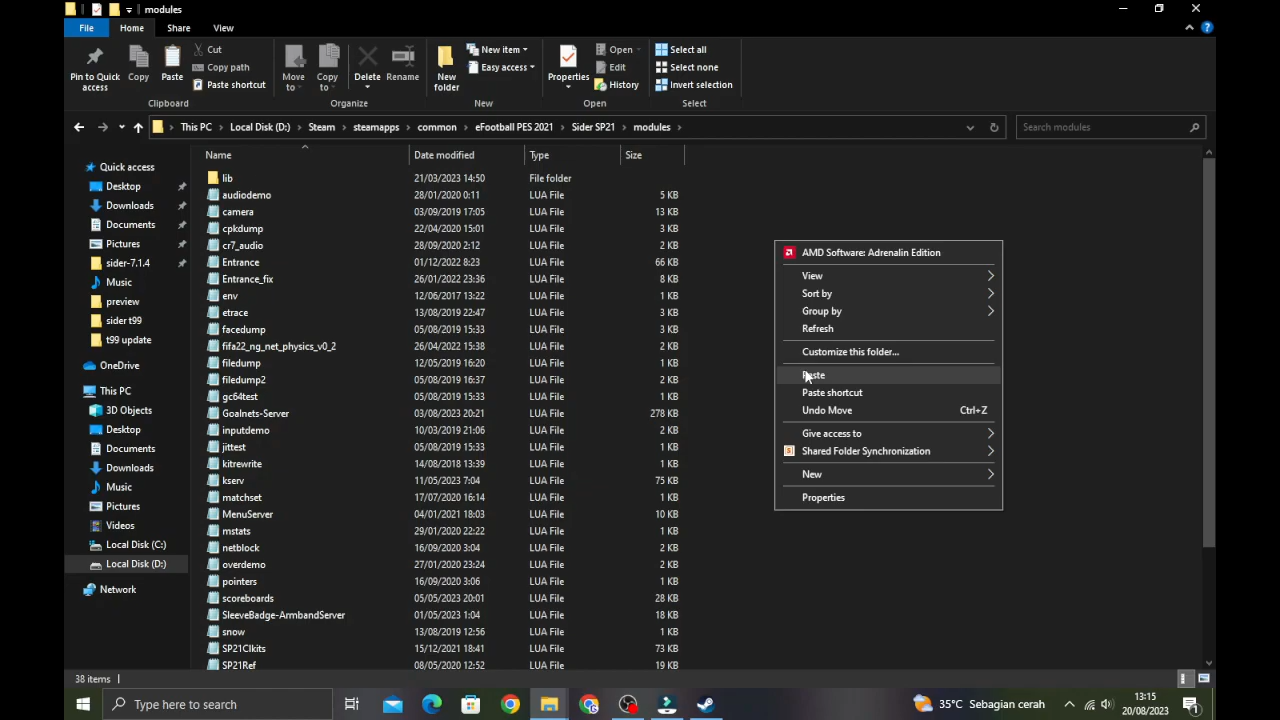 modules
File
Home
Share
View
Pin to Quick access
Copy
Paste
Cut
Copy path
Paste shortcut
Clipboard
Move to
Copy to
Delete
Rename
Organize
New folder
New item
Easy access
New
Properties
Open
Edit
History
Open
Select all
Select none
Invert selection
Select
This PC
Local Disk (D:)
Steam
steamapps
common
eFootball PES 2021
Sider SP21
modules
Search modules
Quick access
Desktop
Downloads
Documents
Pictures
sider-7.1.4
Music
preview
sider t99
t99 update
OneDrive
This PC
3D Objects
Desktop
Documents
Downloads
Music
Pictures
Videos
Local Disk (C:)
Local Disk (D:)
Network
Name Date modified Type Size
lib 21/03/2023 14:50 File folder
audiodemo 28/01/2020 0:11 LUA File 5 KB
camera 03/09/2019 17:05 LUA File 13 KB
cpkdump 22/04/2020 15:01 LUA File 3 KB
cr7_audio 28/09/2020 2:12 LUA File 2 KB
Entrance 01/12/2022 8:23 LUA File 66 KB
Entrance_fix 26/01/2022 23:36 LUA File 8 KB
env 12/06/2017 13:22 LUA File 1 KB
etrace 13/08/2019 22:47 LUA File 3 KB
facedump 05/08/2019 15:33 LUA File 3 KB
fifa22_ng_net_physics_v0_2 26/04/2022 15:38 LUA File 2 KB
filedump 12/05/2019 16:20 LUA File 1 KB
filedump2 05/08/2019 16:37 LUA File 2 KB
gc64test 05/08/2019 15:33 LUA File 1 KB
Goalnets-Server 03/08/2023 20:21 LUA File 278 KB
inputdemo 10/03/2019 21:06 LUA File 2 KB
jittest 05/08/2019 15:33 LUA File 1 KB
kitrewrite 14/08/2018 13:39 LUA File 1 KB
kserv 11/05/2023 7:04 LUA File 75 KB
matchset 17/07/2020 16:14 LUA File 1 KB
MenuServer 04/01/2021 18:03 LUA File 10 KB
mstats 29/01/2020 22:22 LUA File 1 KB
netblock 16/09/2020 3:04 LUA File 2 KB
overdemo 27/01/2020 23:24 LUA File 2 KB
pointers 16/09/2020 3:06 LUA File 1 KB
scoreboards 05/05/2023 20:01 LUA File 28 KB
SleeveBadge-ArmbandServer 01/05/2023 1:04 LUA File 18 KB
snow 13/08/2019 12:56 LUA File 1 KB
SP21Clkits 15/12/2021 18:41 LUA File 73 KB
SP21Ref 08/05/2020 12:52 LUA File 19 KB
AMD Software: Adrenalin Edition
View
Sort by
Group by
Refresh
Customize this folder...
Paste
Paste shortcut
Undo Move Ctrl+Z
Give access to
Shared Folder Synchronization
New
Properties
38 items
Type here to search
35°C Sebagian cerah
13:15
20/08/2023